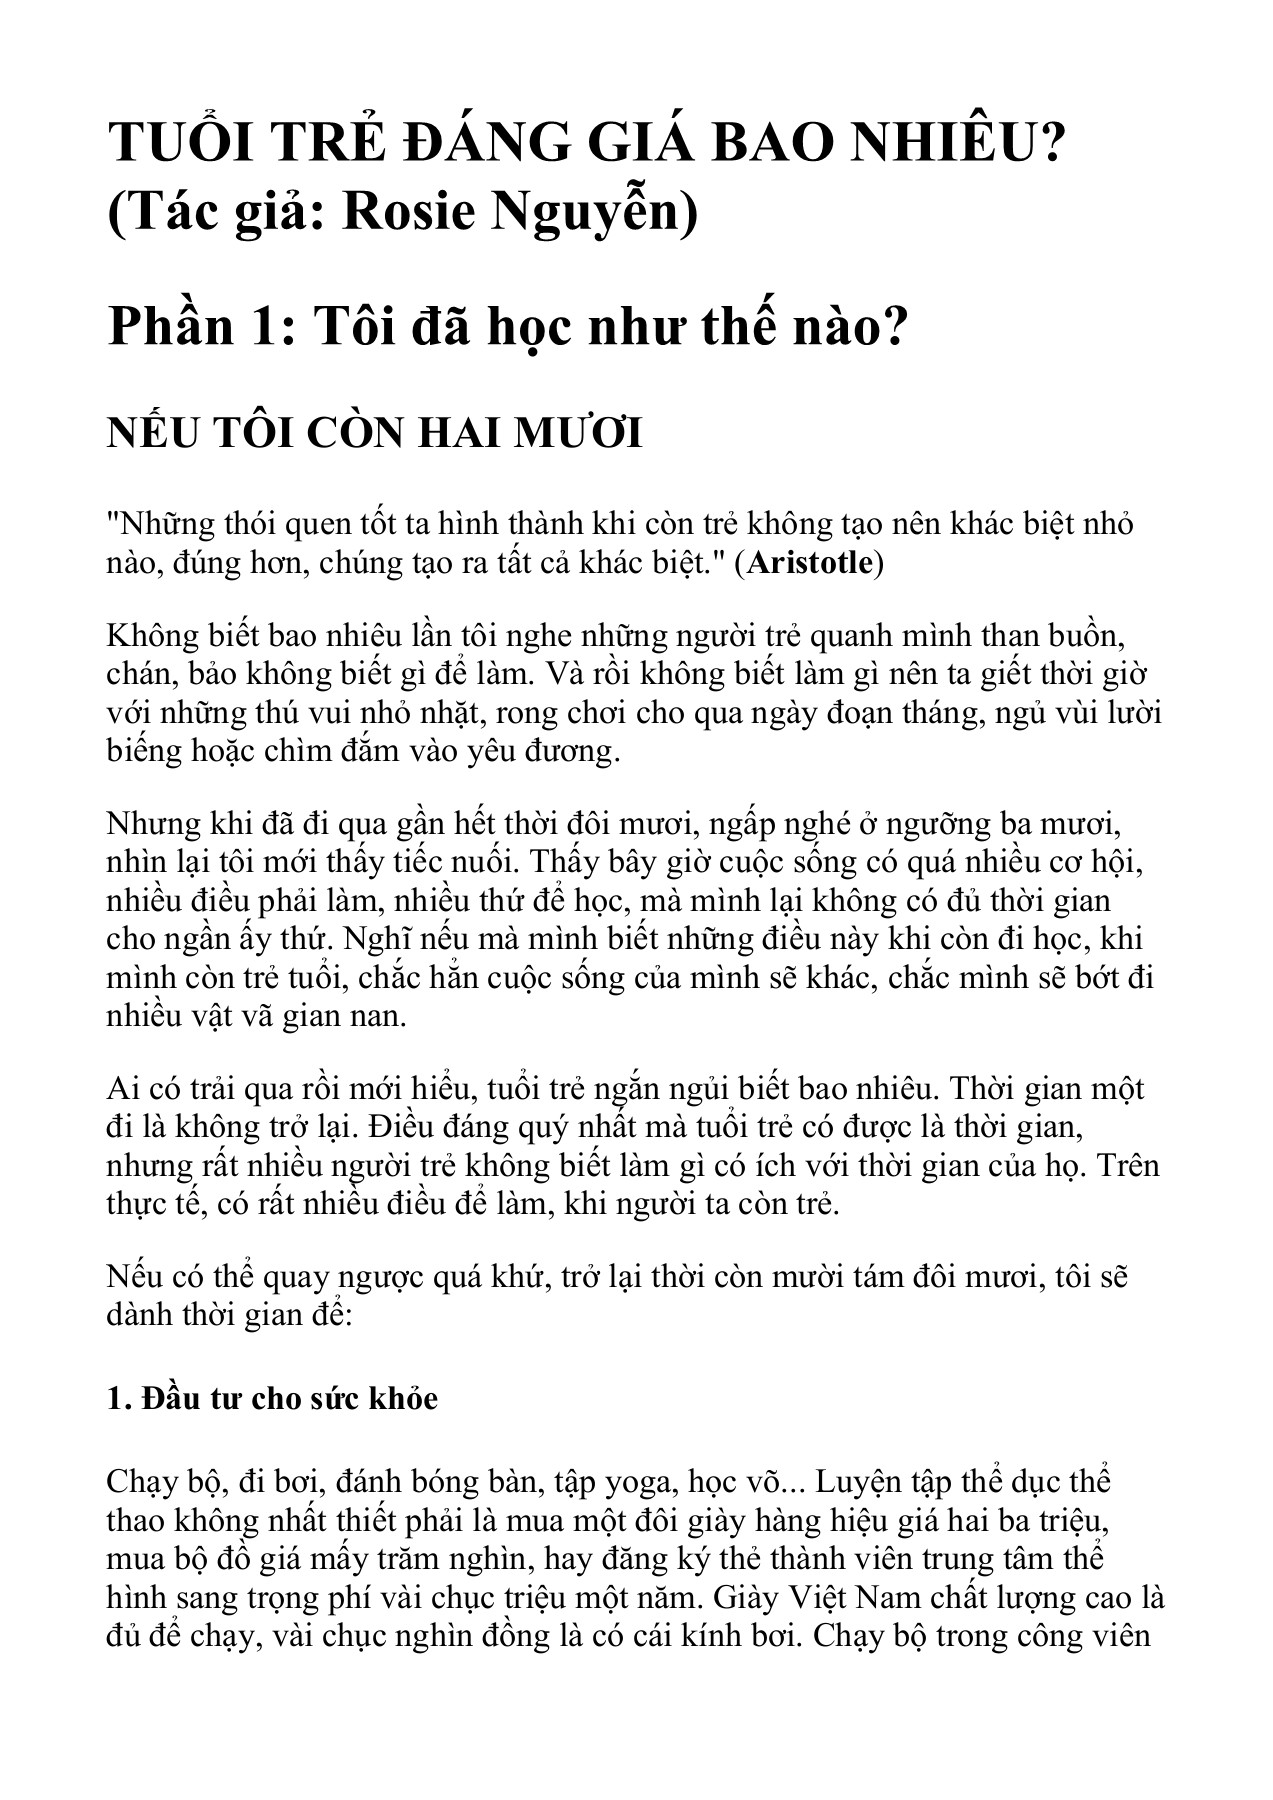 TUỔI TRẺ ĐÁNG GIÁ BAO NHIÊU?
(Tác giả: Rosie Nguyễn)
Phần 1: Tôi đã học như thế nào?
NẾU TÔI CÒN HAI MƯƠI
"Những thói quen tốt ta hình thành khi còn trẻ không tạo nên khác biệt nhỏ
nào, đúng hơn, chúng tạo ra tất cả khác biệt." (Aristotle)
Không biết bao nhiêu lần tôi nghe những người trẻ quanh mình than buồn,
chán, bảo không biết gì để làm. Và rồi không biết làm gì nên ta giết thời giờ
với những thú vui nhỏ nhặt, rong chơi cho qua ngày đoạn tháng, ngủ vùi lười
biếng hoặc chìm đắm vào yêu đương.
Nhưng khi đã đi qua gần hết thời đôi mươi, ngấp nghé ở ngưỡng ba mươi,
nhìn lại tôi mới thấy tiếc nuối. Thấy bây giờ cuộc sống có quá nhiều cơ hội,
nhiều điều phải làm, nhiều thứ để học, mà mình lại không có đủ thời gian
cho ngần ấy thứ. Nghĩ nếu mà mình biết những điều này khi còn đi học, khi
mình còn trẻ tuổi, chắc hẳn cuộc sống của mình sẽ khác, chắc mình sẽ bớt đi
nhiều vật vã gian nan.
Ai có trải qua rồi mới hiểu, tuổi trẻ ngắn ngủi biết bao nhiêu. Thời gian một
đi là không trở lại. Điều đáng quý nhất mà tuổi trẻ có được là thời gian,
nhưng rất nhiều người trẻ không biết làm gì có ích với thời gian của họ. Trên
thực tế, có rất nhiều điều để làm, khi người ta còn trẻ.
Nếu có thể quay ngược quá khứ, trở lại thời còn mười tám đôi mươi, tôi sẽ
dành thời gian để:
1. Đầu tư cho sức khỏe
Chạy bộ, đi bơi, đánh bóng bàn, tập yoga, học võ... Luyện tập thể dục thể
thao không nhất thiết phải là mua một đôi giày hàng hiệu giá hai ba triệu,
mua bộ đồ giá mấy trăm nghìn, hay đăng ký thẻ thành viên trung tâm thể
hình sang trọng phí vài chục triệu một năm. Giày Việt Nam chất lượng cao là
đủ để chạy, vài chục nghìn đồng là có cái kính bơi. Chạy bộ trong công viên